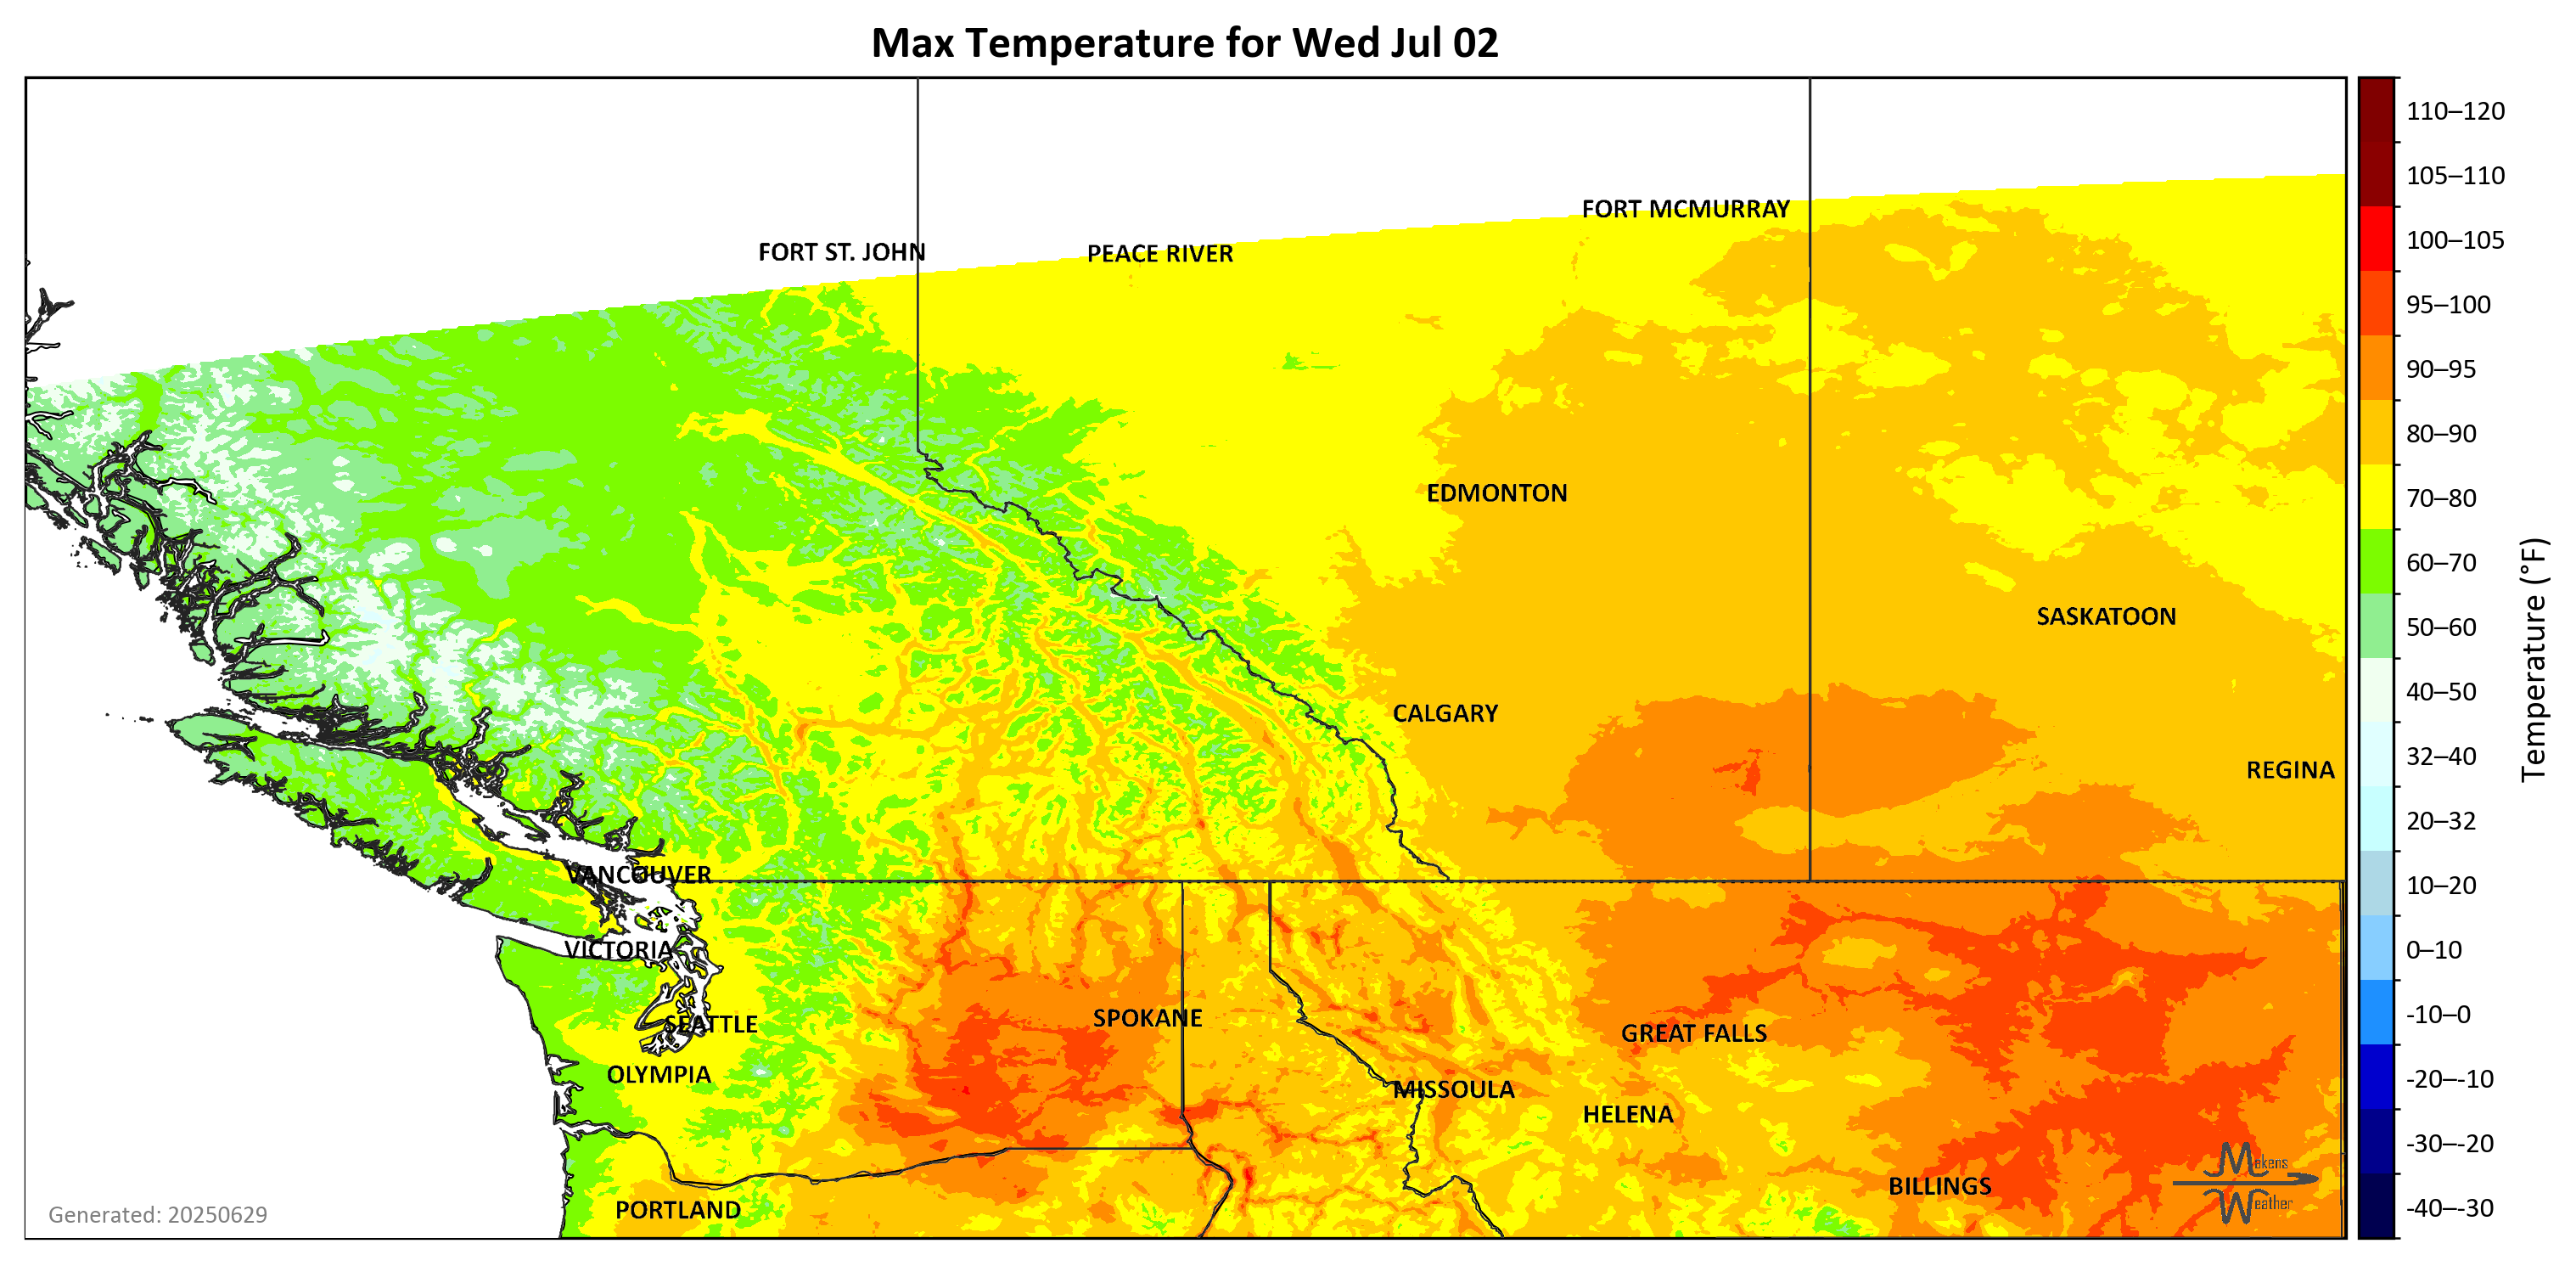 Max Temperature for Wed Jul 02
110–120
105–110
FORT MCMURRAY
100–105
FORT ST. JOHN
PEACE RIVER
95–100
90–95
80–90
EDMONTON
70–80
60–70
SASKATOON
50–60
Temperature (°F)
40–50
CALGARY
32–40
REGINA
20–32
VANCOUVER
10–20
VICTORIA
0–10
SPOKANE
-10–0
SEATTLE
GREAT FALLS
OLYMPIA
-20–-10
MISSOULA
HELENA
-30–-20
Makens
BILLINGS
Weather
PORTLAND
-40–-30
Generated: 20250629